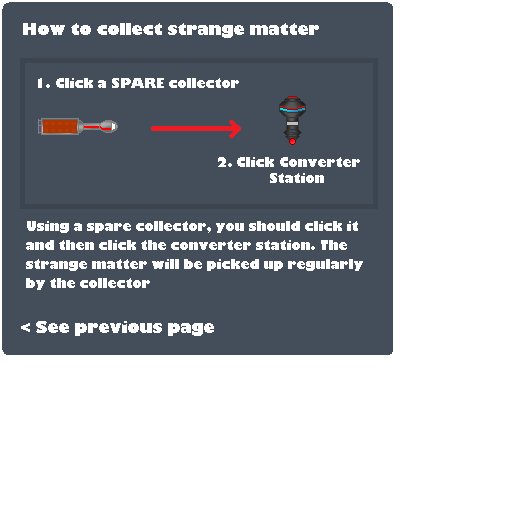 How to collect strange matter
1. Click a SPARE collector
2. Click Converter
Station
Using a spare collector, you should click it
and then click the converter station. The
strange matter will be picked up regularly
by the collector
< See previous page